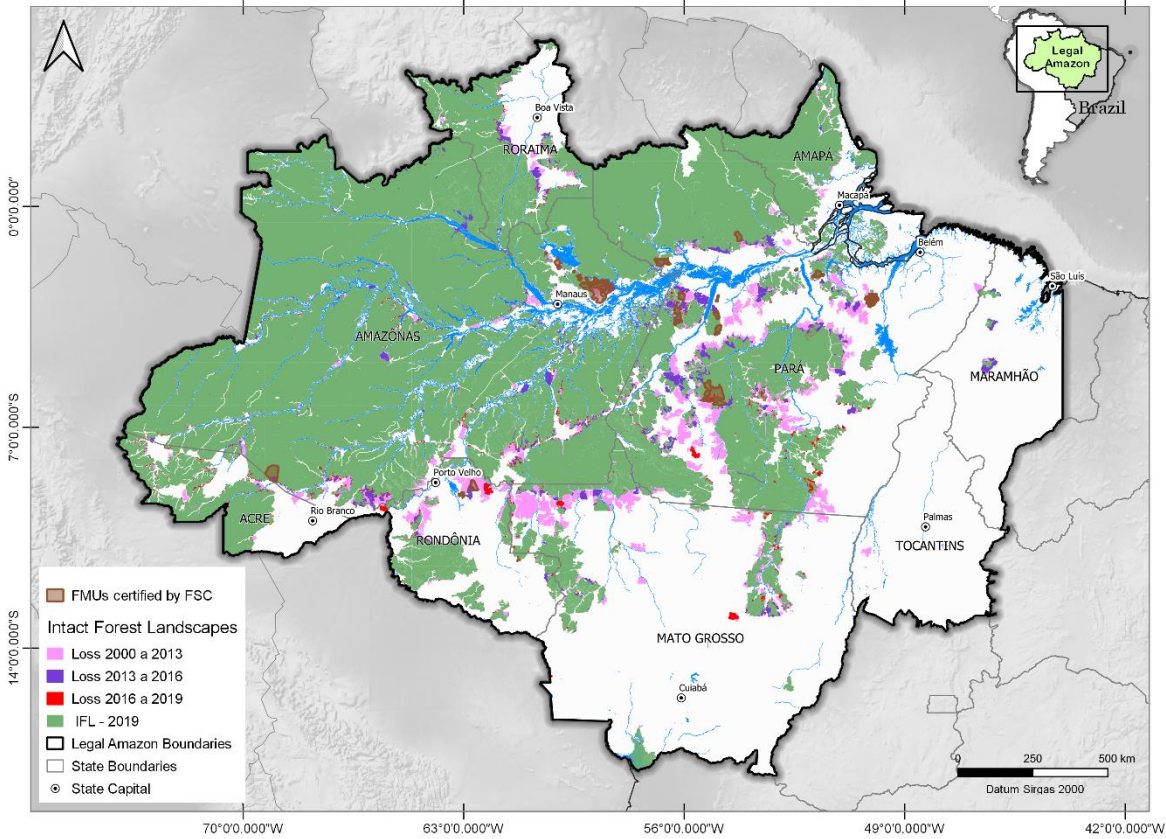 Legal
Amazon
Brazil
Boa Vista
RORAIMA
AMAPÁ
Macapá
Belém
São Luís
Manaus
AMAZÔNAS
PARÁ
MARANHÃO
Porto Velho
Rio Branco
ACRE
RONDÔNIA
Palmas
TOCANTINS
MATO GROSSO
Cuiabá
FMUs certified by FSC
Intact Forest Landscapes
Loss 2000 a 2013
Loss 2013 a 2016
Loss 2016 a 2019
IFL - 2019
Legal Amazon Boundaries
State Boundaries
State Capital
0 250 500 km
Datum Sirgas 2000
0°0'0.000"
7°0'0.000"S
14°0'0.000"S
70°0'0.000"W 63°0'0.000"W 56°0'0.000"W 49°0'0.000"W 42°0'0.000"W